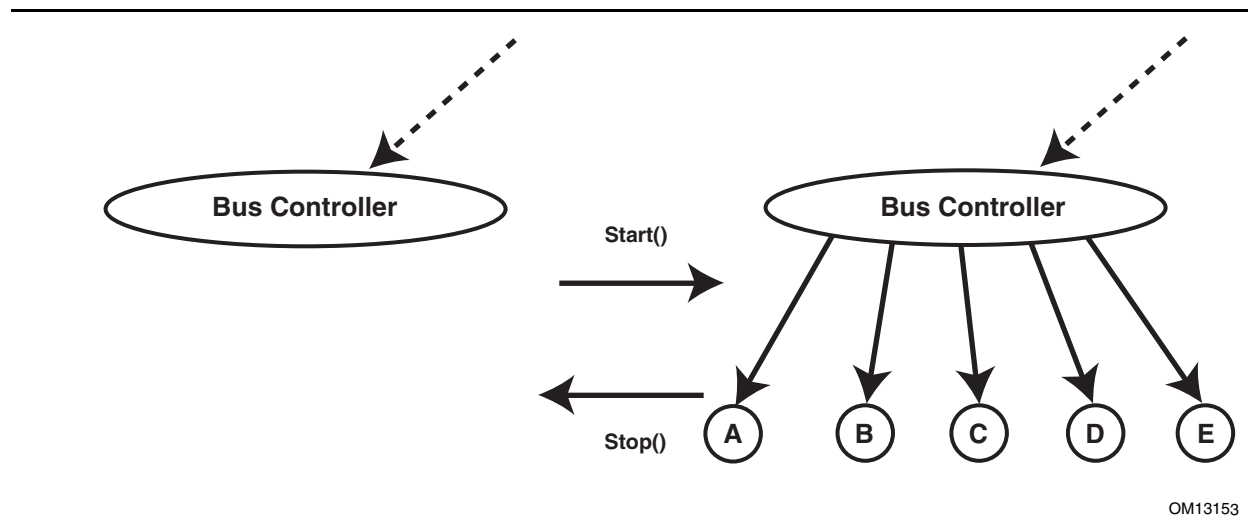 Bus Controller
Start()
Stop()
Bus Controller
A B C D E
OM13153